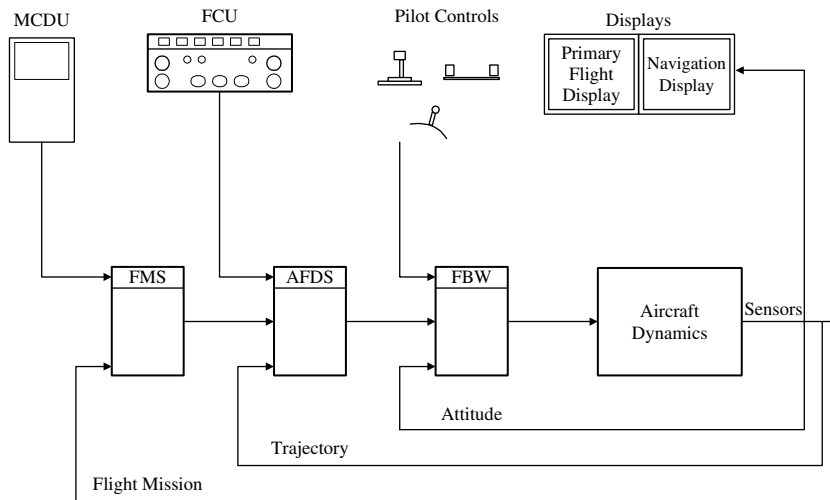 MCDU
FCU
Pilot Controls
Displays
Primary
Flight
Display
Navigation
Display
FMS
AFDS
FBW
Aircraft
Dynamics
Sensors
Attitude
Trajectory
Flight Mission